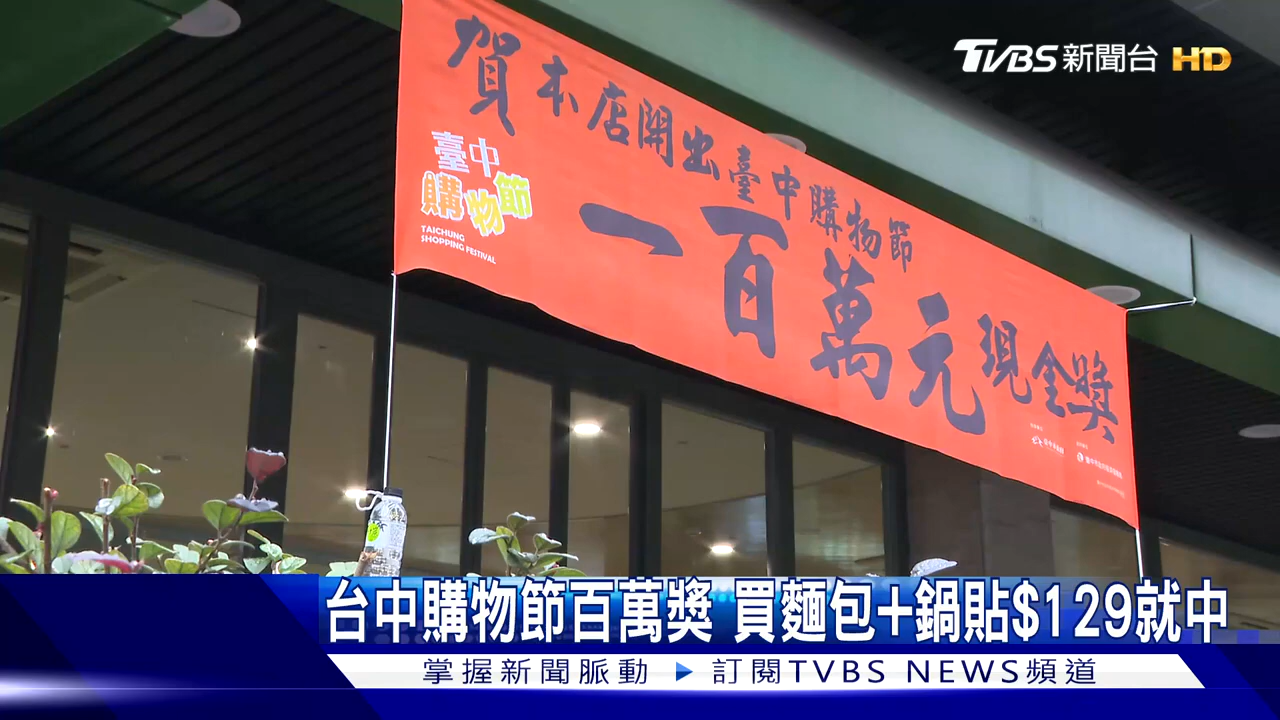 TVBS新聞台 HD
賀本店開出臺中購物節
臺中
購物節
TAICHUNG
SHOPPING FESTIVAL
一百萬元現金獎
台中購物節百萬獎 買麵包+鍋貼$129就中
掌握新聞脈動 ▶ 訂閱TVBS NEWS頻道